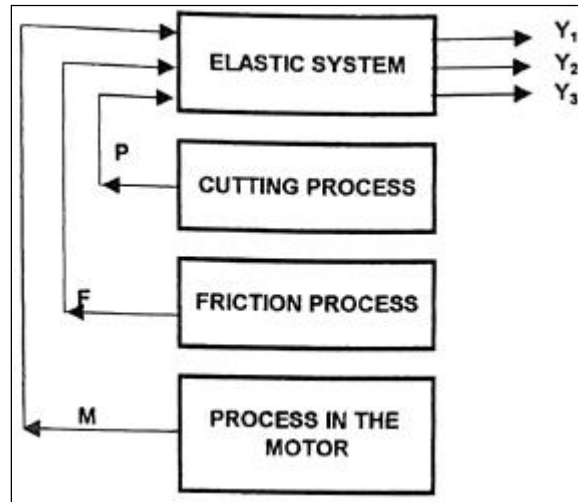 ELASTIC SYSTEM
Y1
Y2
Y3
P
CUTTING PROCESS
F
FRICTION PROCESS
M
PROCESS IN THE
MOTOR